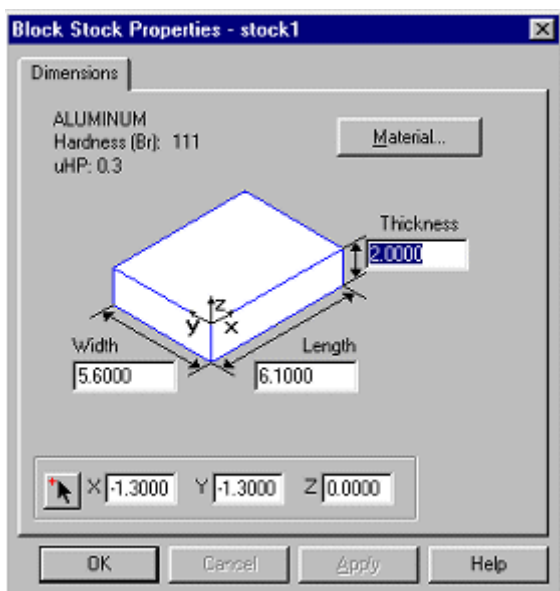 Block Stock Properties - stock1
Dimensions
ALUMINUM
Hardness (Br): 111
uHP: 0.3
Material...
Thickness
2.0000
z
y x
Width
5.6000
Length
6.1000
X -1.3000 Y -1.3000 Z 0.0000
OK Cancel Apply Help